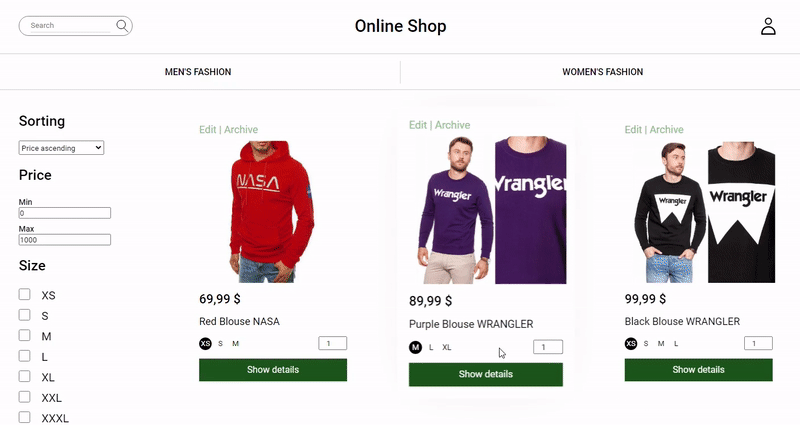 Search
Online Shop
MEN'S FASHION
WOMEN'S FASHION
Sorting
Price ascending
Price
Min
0
Max
1000
Size
XS
S
M
L
XL
XXL
XXXL
Edit | Archive
NASA
69,99 $
Red Blouse NASA
XS S M 1
Show details
Edit | Archive
Wrangler
Wrangler
89,99 $
Purple Blouse WRANGLER
M L XL 1
Show details
Edit | Archive
Wrangler
Wrangler
99,99 $
Black Blouse WRANGLER
XS S M L 1
Show details